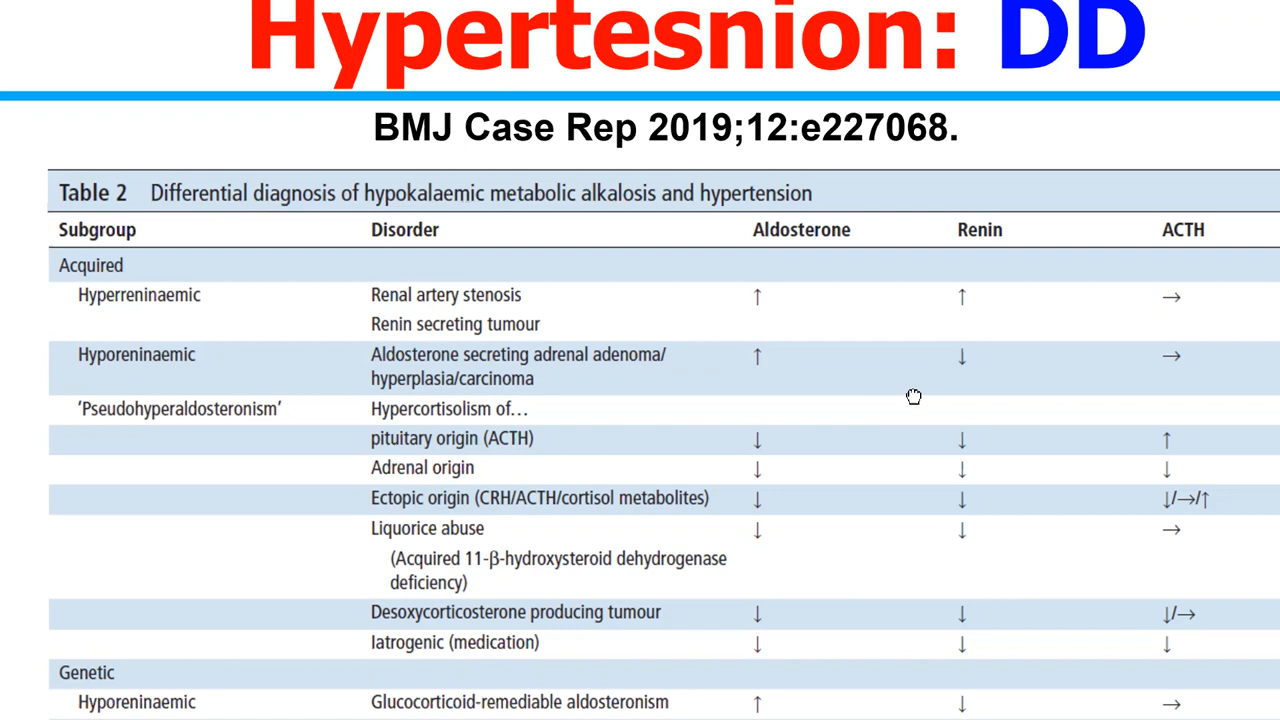 Hypertesnion: DD
BMJ Case Rep 2019;12:e227068.
Table 2 Differential diagnosis of hypokalaemic metabolic alkalosis and hypertension
Subgroup Disorder Aldosterone Renin ACTH
Acquired
Hyperreninaemic Renal artery stenosis ↑ ↑ →
Renin secreting tumour
Hyporeninaemic Aldosterone secreting adrenal adenoma/ ↑ ↓ →
hyperplasia/carcinoma
'Pseudohyperaldosteronism' Hypercortisolism of…
pituitary origin (ACTH) ↓ ↓ ↑
Adrenal origin ↓ ↓ ↓
Ectopic origin (CRH/ACTH/cortisol metabolites) ↓ ↓ ↓/→/↑
Liquorice abuse ↓ ↓ →
(Acquired 11-β-hydroxysteroid dehydrogenase
deficiency)
Desoxycorticosterone producing tumour ↓ ↓ ↓/→
Iatrogenic (medication) ↓ ↓ ↓
Genetic
Hyporeninaemic Glucocorticoid-remediable aldosteronism ↑ ↓ →